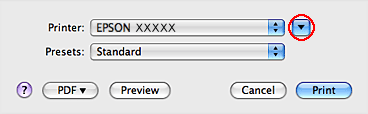 Printer: EPSON XXXXX
Presets: Standard
? PDF▼ Preview Cancel Print